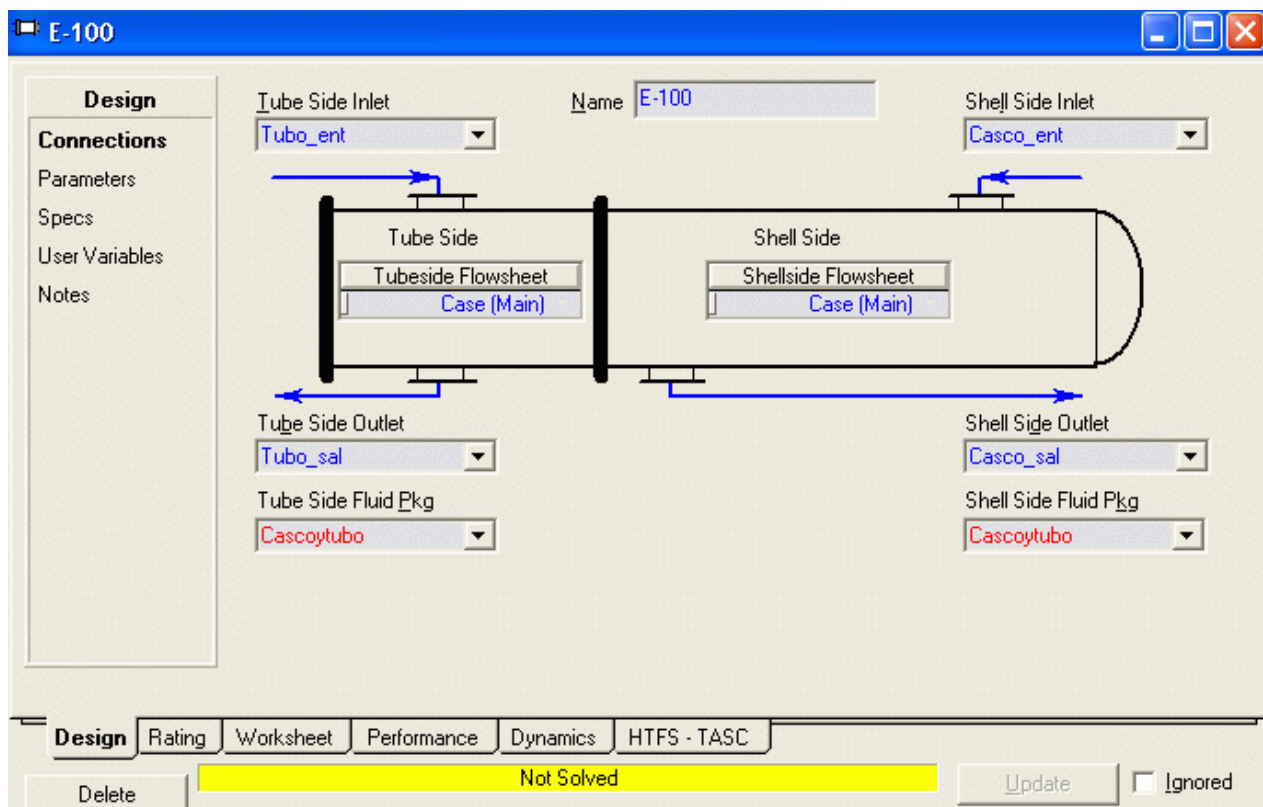 E-100
Design
Connections
Parameters
Specs
User Variables
Notes
Tube Side Inlet
Tubo_ent
Name E-100
Shell Side Inlet
Casco_ent
Tube Side
Tubeside Flowsheet
Case (Main)
Shell Side
Shellside Flowsheet
Case (Main)
Tube Side Outlet
Tubo_sal
Shell Side Outlet
Casco_sal
Tube Side Fluid Pkg
Cascoytubo
Shell Side Fluid Pkg
Cascoytubo
Design Rating Worksheet Performance Dynamics HTFS - TASC
Delete Not Solved Update Ignored